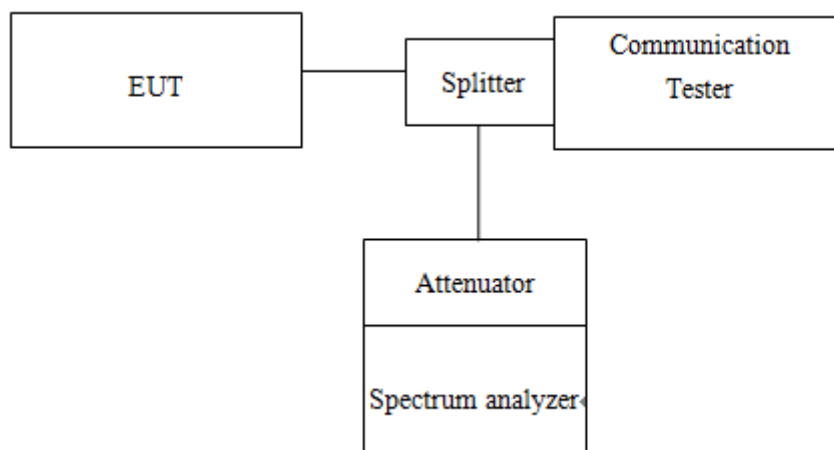 EUT
Splitter
Communication
Tester
Attenuator
Spectrum analyzer